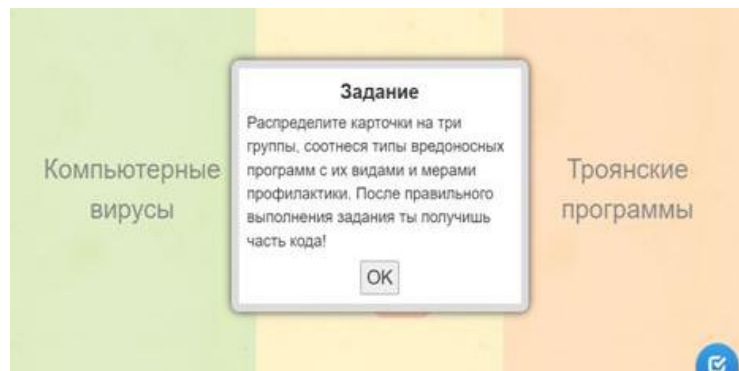 Компьютерные
вирусы
Задание
Распределите карточки на три
группы, соотнеся типы вредоносных
программ с их видами и мерами
профилактики. После правильного
выполнения задания ты получишь
часть кода!
OK
Троянские
программы